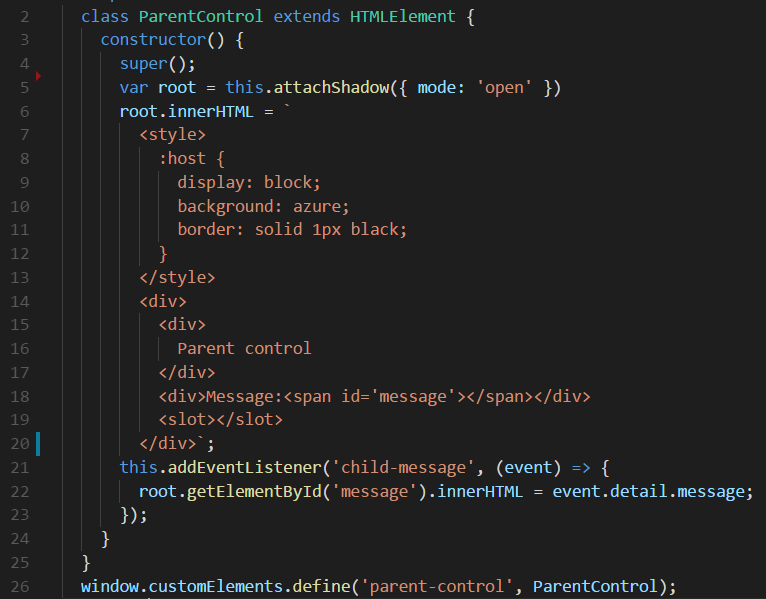 2 class ParentControl extends HTMLElement {
3 constructor() {
4 super();
5 var root = this.attachShadow({ mode: 'open' })
6 root.innerHTML = `
7 <style>
8 :host {
9 display: block;
10 background: azure;
11 border: solid 1px black;
12 }
13 </style>
14 <div>
15 <div>
16 Parent control
17 </div>
18 <div>Message:<span id='message'></span></div>
19 <slot></slot>
20 </div>`;
21 this.addEventListener('child-message', (event) => {
22 root.getElementById('message').innerHTML = event.detail.message;
23 });
24 }
25 }
26 window.customElements.define('parent-control', ParentControl);